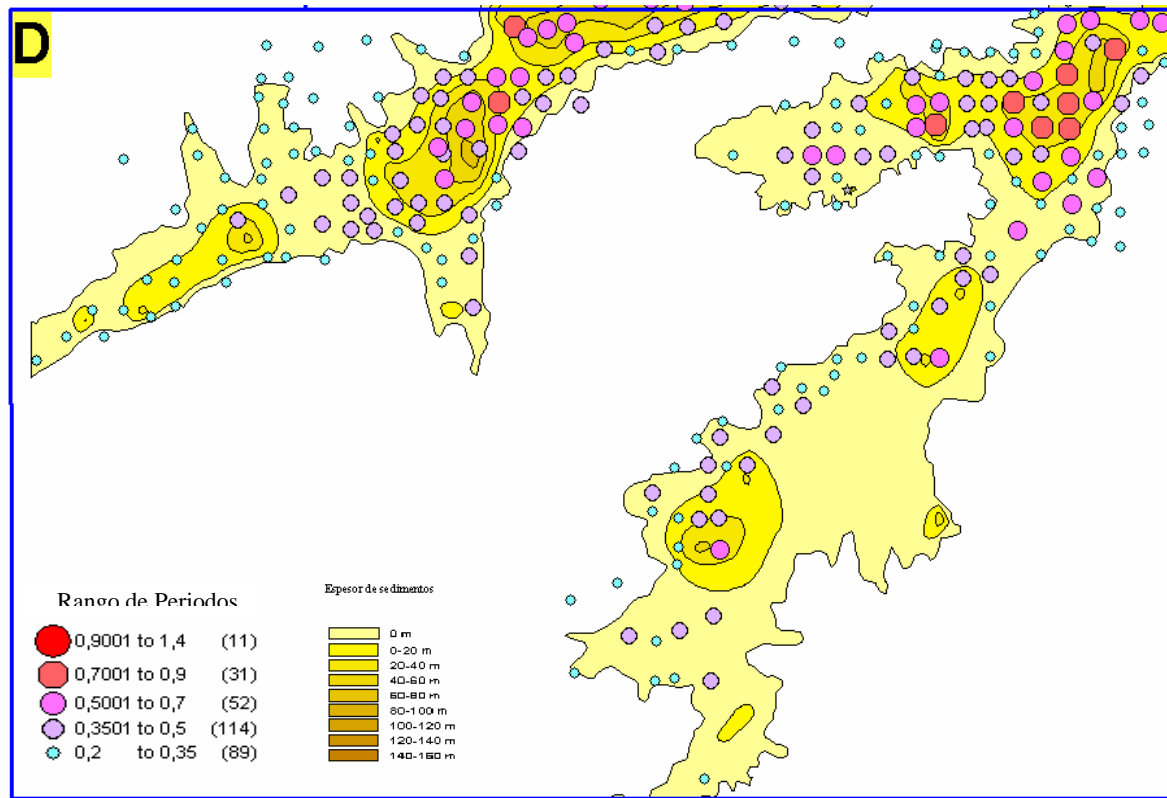 D
Rango de Periodos
0,9001 to 1,4 (11)
0,7001 to 0,9 (31)
0,5001 to 0,7 (52)
0,3501 to 0,5 (114)
0,2 to 0,35 (89)
Espesor de sedimentos
0 m
0-20 m
20-40 m
40-60 m
60-80 m
80-100 m
100-120 m
120-140 m
140-160 m